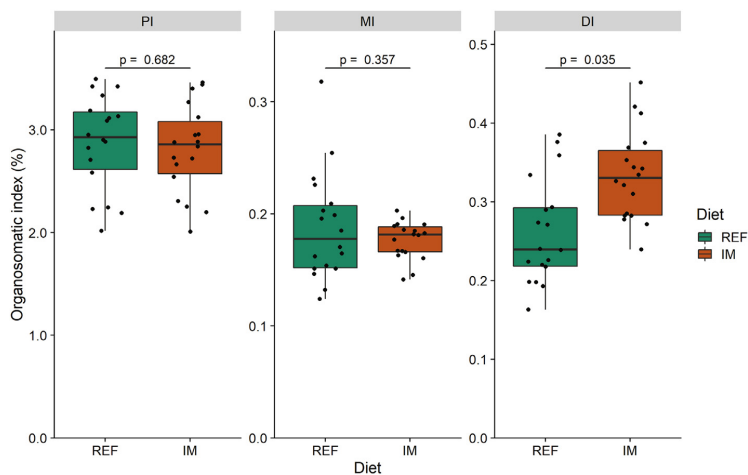 PI
MI
DI
Organosomatic index (%)
3.0
2.0
1.0
0.0
p = 0.682
REF
IM
0.3
0.2
0.1
0.0
p = 0.357
REF
IM
0.5
0.4
0.3
0.2
0.1
0.0
p = 0.035
REF
IM
Diet
Diet
REF
IM